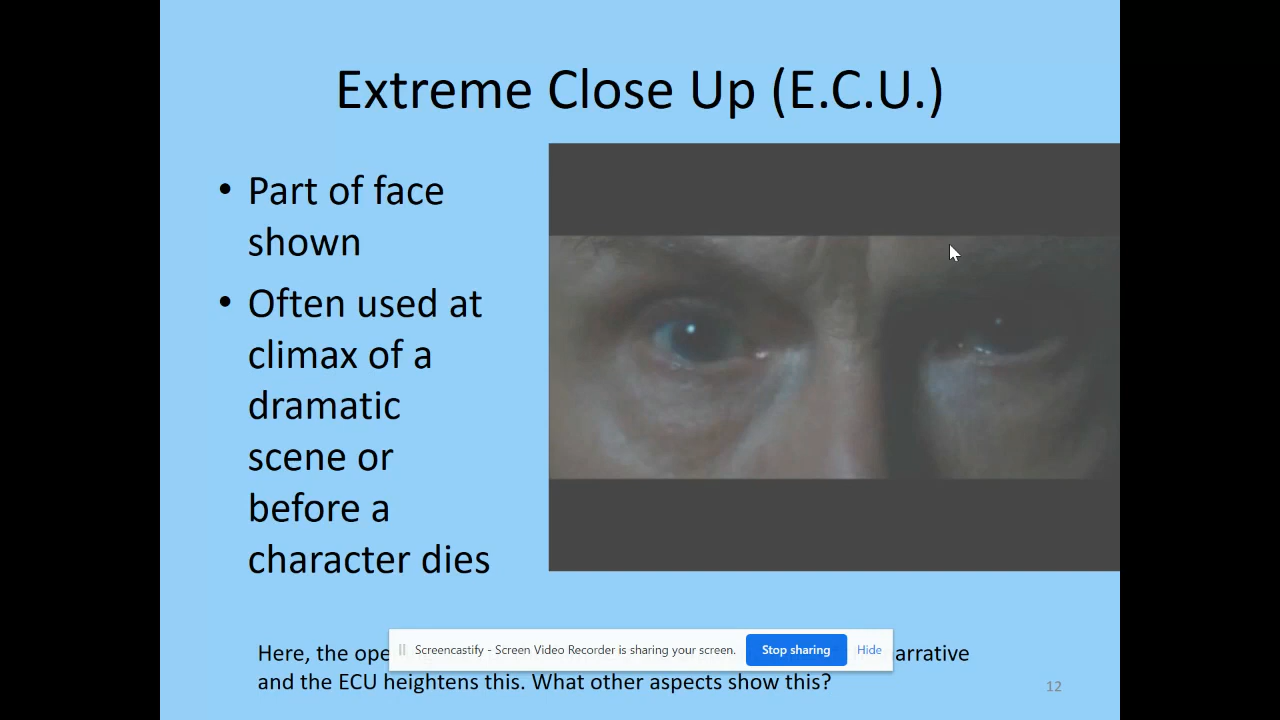 Extreme Close Up (E.C.U.)
• Part of face
shown
• Often used at
climax of a
dramatic
scene or
before a
character dies
Here, the
Screencastify - Screen Video Recorder is sharing your screen. Stop sharing Hide
and the ECU heightens this. What other aspects show this?
12